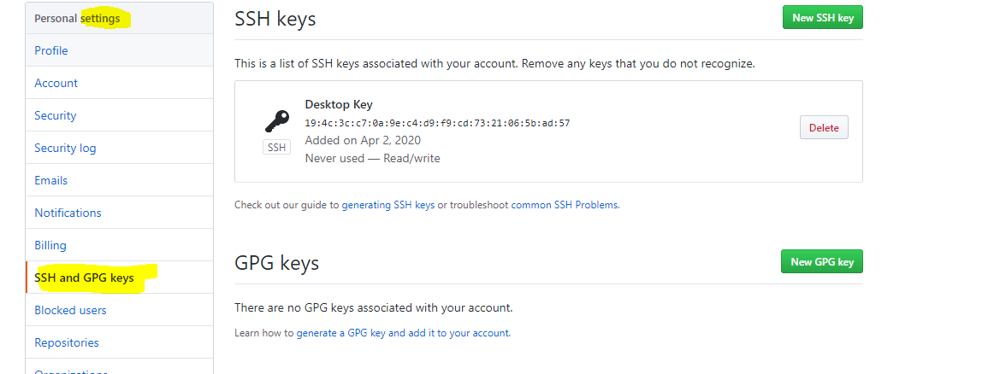 Personal settings
Profile
Account
Security
Security log
Emails
Notifications
Billing
SSH and GPG keys
Blocked users
Repositories
Organizations
SSH keys
New SSH key
This is a list of SSH keys associated with your account. Remove any keys that you do not recognize.
Desktop Key
19:4c:3c:c7:0a:9e:c4:d9:f9:cd:73:21:06:5b:ad:57
Added on Apr 2, 2020
Never used — Read/write
SSH
Delete
Check out our guide to generating SSH keys or troubleshoot common SSH Problems.
GPG keys
New GPG key
There are no GPG keys associated with your account.
Learn how to generate a GPG key and add it to your account.